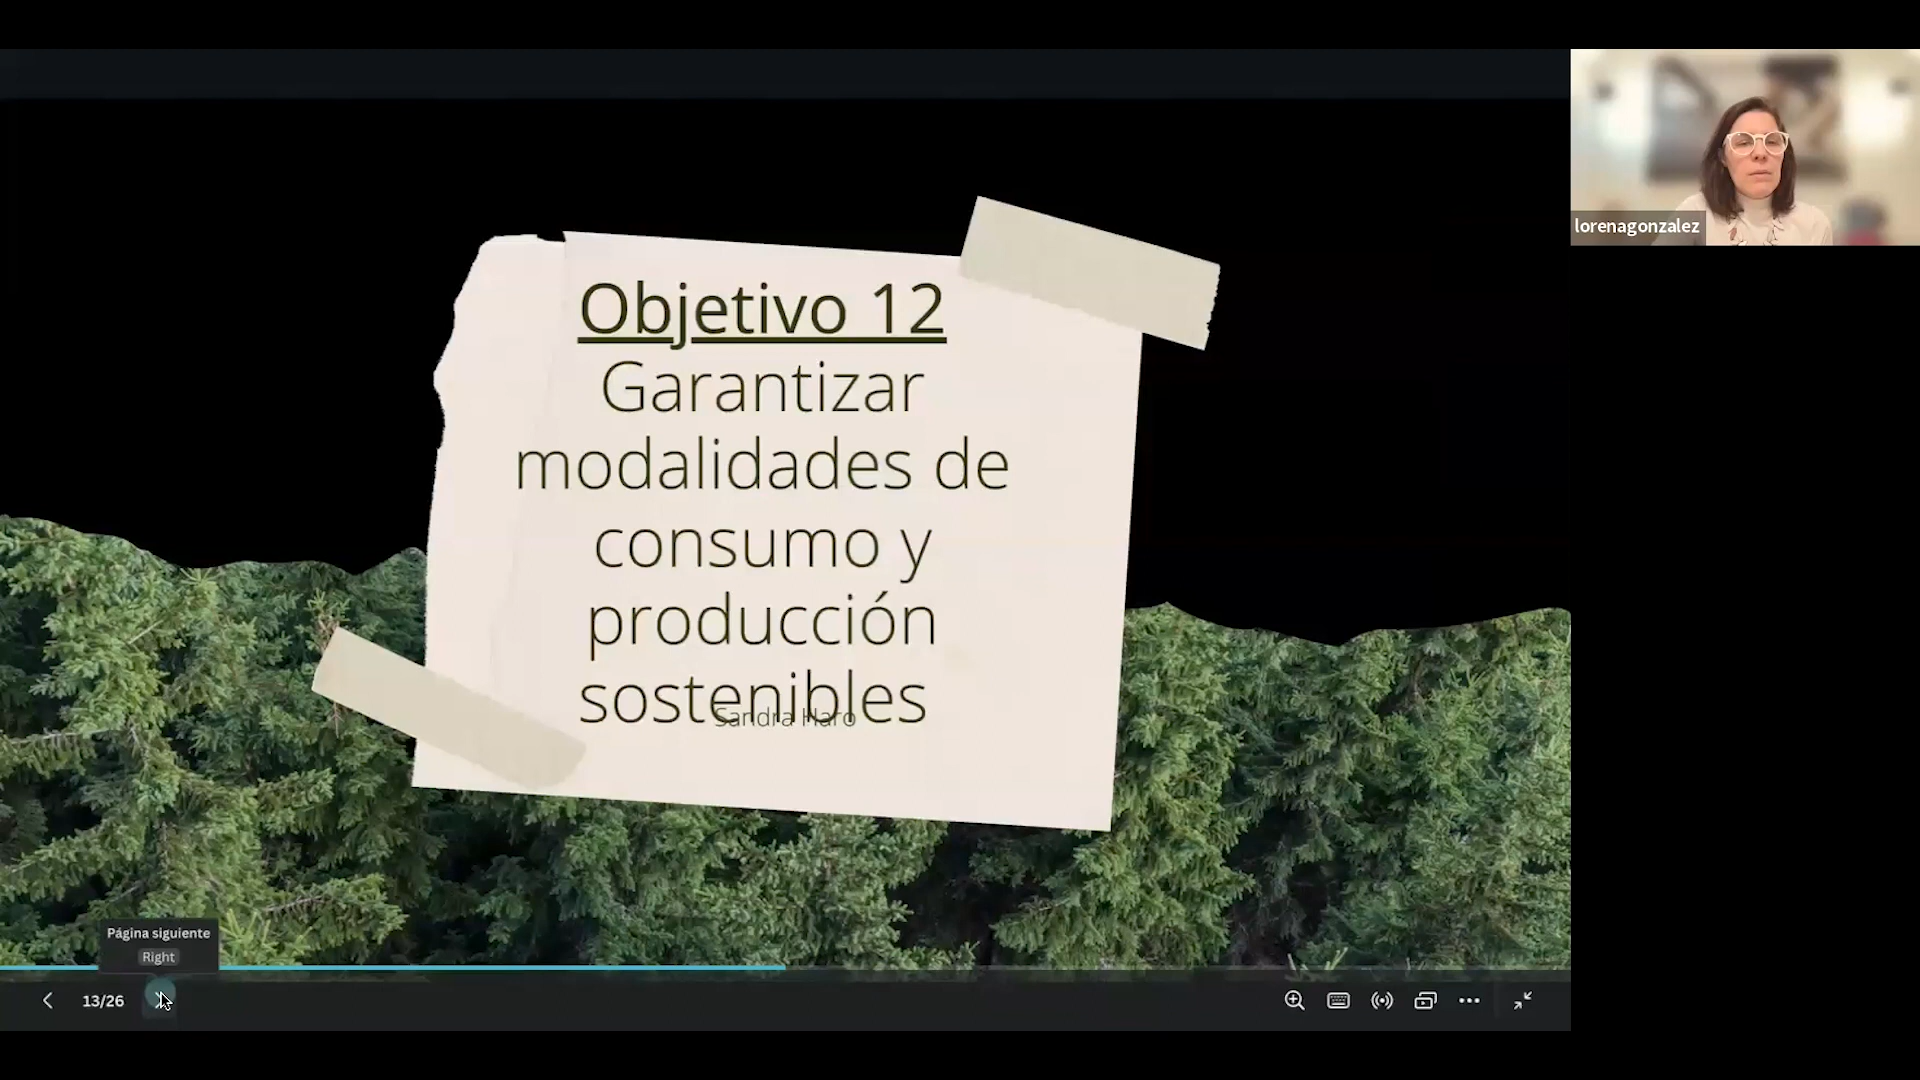 lorenagonzalez
Objetivo 12
Garantizar
modalidades de
consumo y
producción
sostenibles
Sandra Haro
Página siguiente
Right
13/26